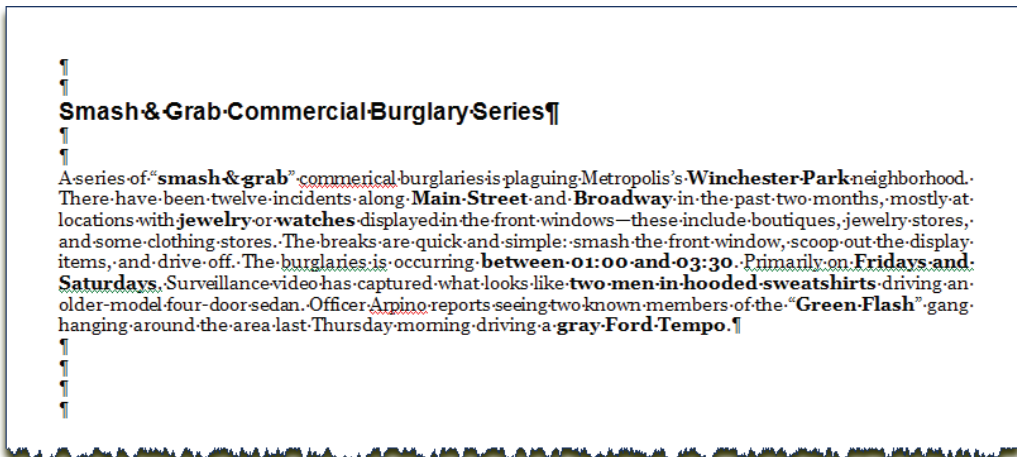 ¶
¶
Smash·&·Grab·Commercial·Burglary·Series¶
¶
¶
A·series·of·“smash·&·grab”·commerical·burglaries·is·plaguing·Metropolis’s·Winchester·Park·neighborhood.·
There·have·been·twelve·incidents·along·Main·Street·and·Broadway·in·the·past·two·months,·mostly·at·
locations·with·jewelry·or·watches·displayed·in·the·front·windows—these·include·boutiques,·jewelry·stores,·
and·some·clothing·stores.·The·breaks·are·quick·and·simple:·smash·the·front·window,·scoop·out·the·display·
items,·and·drive·off.·The·burglaries·is·occurring·between·01:00·and·03:30.·Primarily·on·Fridays·and·
Saturdays.·Surveillance·video·has·captured·what·looks·like·two·men·in·hooded·sweatshirts·driving·an·
older-model·four-door·sedan.·Officer·Arpino·reports·seeing·two·known·members·of·the·“Green·Flash”·gang·
hanging·around·the·area·last·Thursday·morning·driving·a·gray·Ford·Tempo.¶
¶
¶
¶
¶